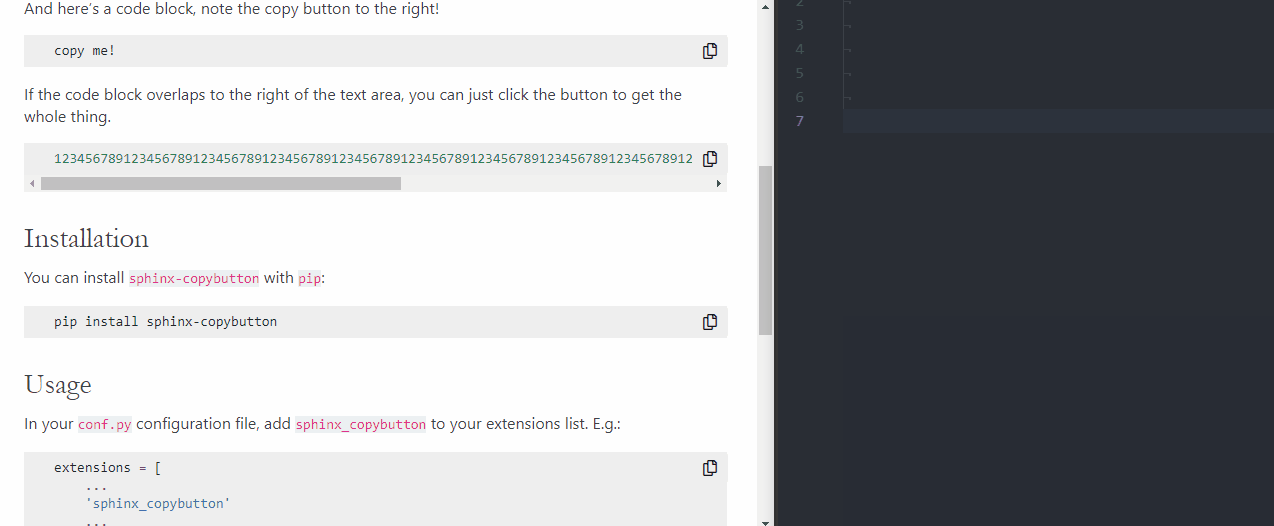 And here's a code block, note the copy button to the right!
copy me!
If the code block overlaps to the right of the text area, you can just click the button to get the
whole thing.
12345678912345678912345678912345678912345678912345678912345678912345678912345678912
Installation
You can install sphinx-copybutton with pip:
pip install sphinx-copybutton
Usage
In your conf.py configuration file, add sphinx_copybutton to your extensions list. E.g.:
extensions = [
...
'sphinx_copybutton'
...
2
3
4
5
6
7